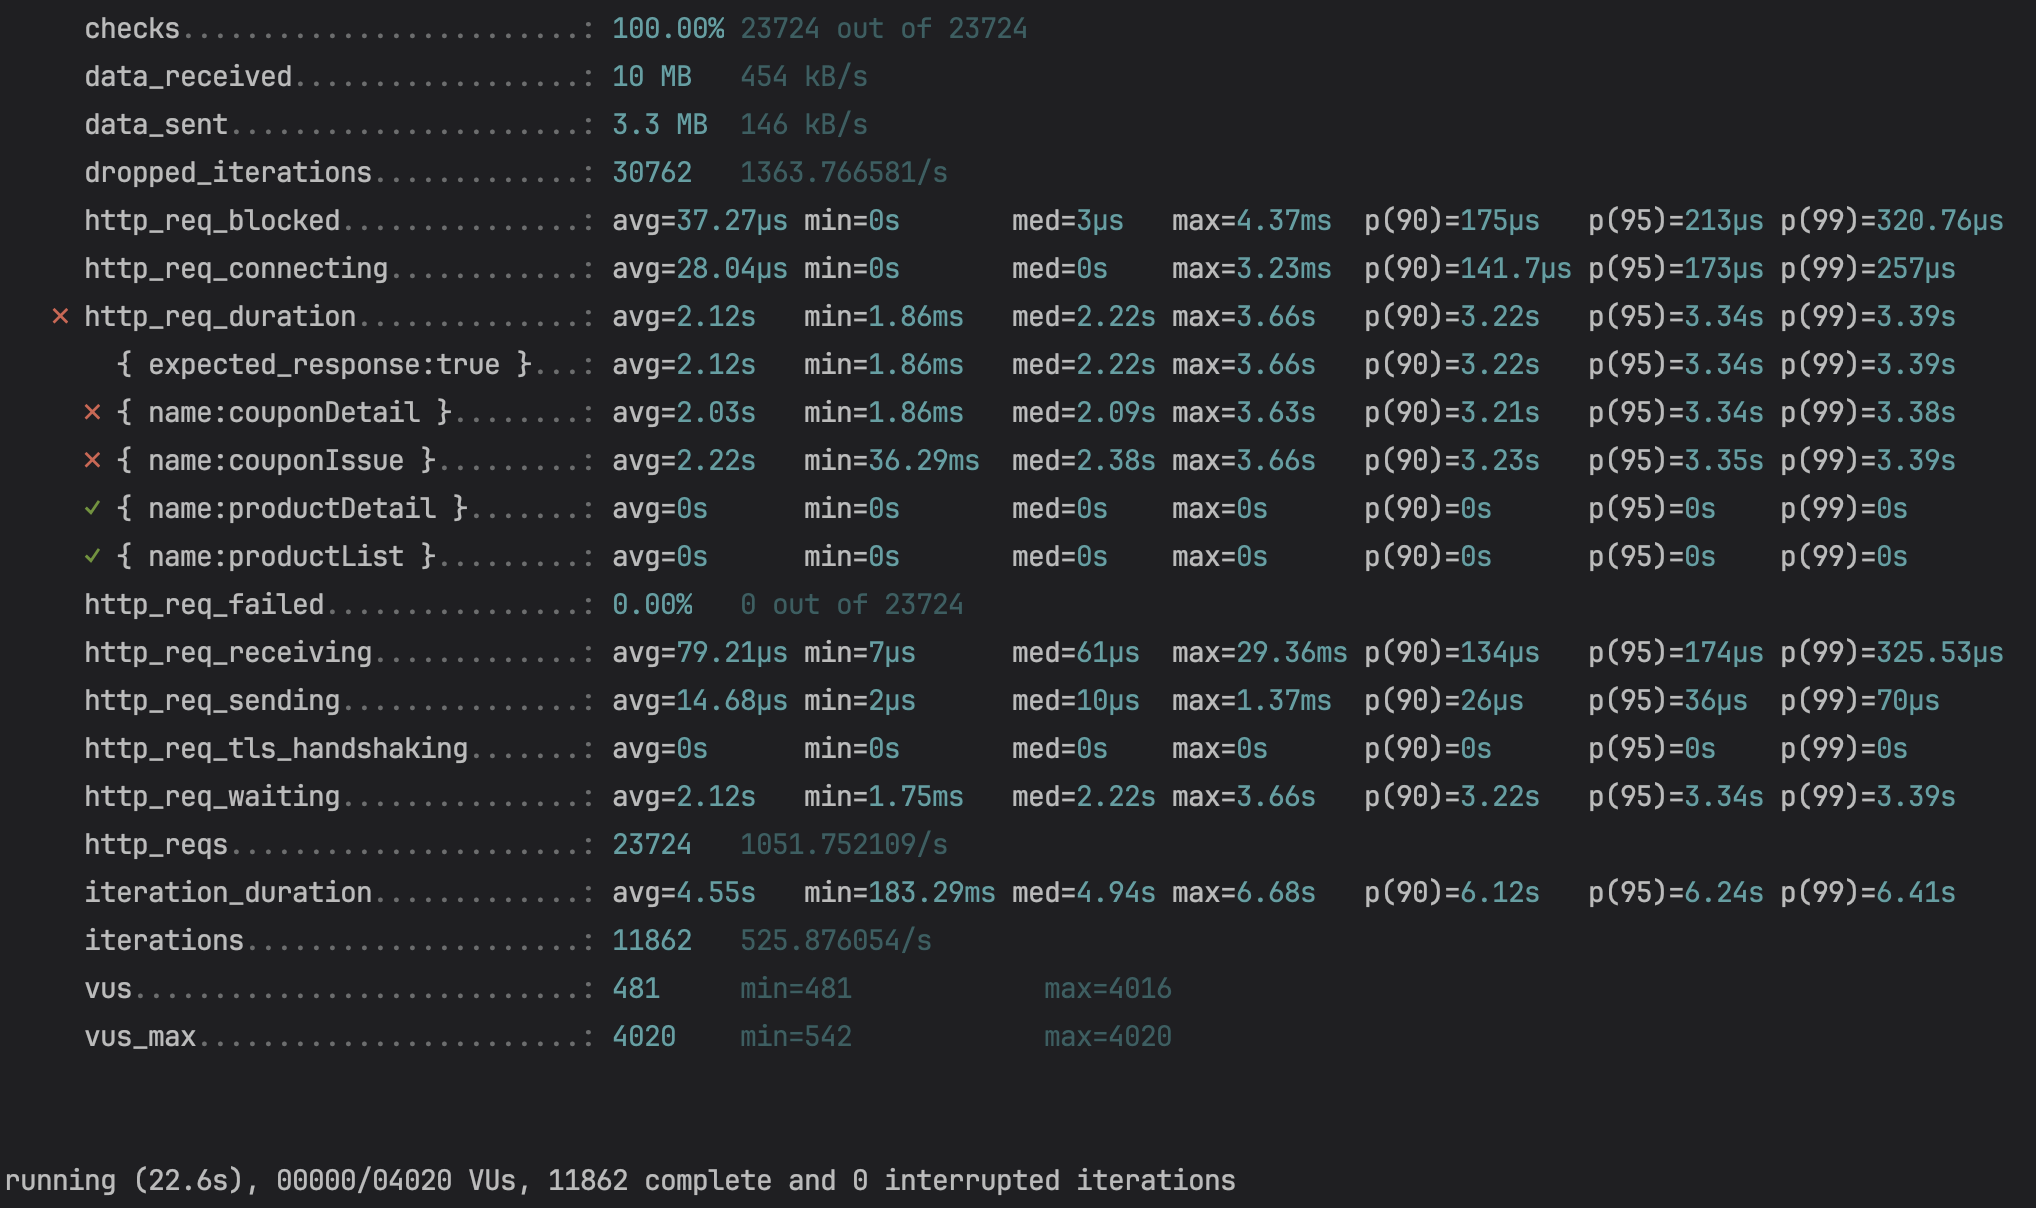 checks.........................: 100.00% 23724 out of 23724
data_received..................: 10 MB   454 kB/s
data_sent......................: 3.3 MB  146 kB/s
dropped_iterations.............: 30762   1363.766581/s
http_req_blocked...............: avg=37.27µs min=0s       med=3µs   max=4.37ms  p(90)=175µs   p(95)=213µs p(99)=320.76µs
http_req_connecting............: avg=28.04µs min=0s       med=0s    max=3.23ms  p(90)=141.7µs p(95)=173µs p(99)=257µs
✗ http_req_duration..............: avg=2.12s   min=1.86ms   med=2.22s max=3.66s   p(90)=3.22s   p(95)=3.34s p(99)=3.39s
{ expected_response:true }...: avg=2.12s   min=1.86ms   med=2.22s max=3.66s   p(90)=3.22s   p(95)=3.34s p(99)=3.39s
✗ { name:couponDetail }........: avg=2.03s   min=1.86ms   med=2.09s max=3.63s   p(90)=3.21s   p(95)=3.34s p(99)=3.38s
✗ { name:couponIssue }.........: avg=2.22s   min=36.29ms  med=2.38s max=3.66s   p(90)=3.23s   p(95)=3.35s p(99)=3.39s
✓ { name:productDetail }.......: avg=0s      min=0s       med=0s    max=0s      p(90)=0s      p(95)=0s    p(99)=0s
✓ { name:productList }.........: avg=0s      min=0s       med=0s    max=0s      p(90)=0s      p(95)=0s    p(99)=0s
http_req_failed................: 0.00%   0 out of 23724
http_req_receiving.............: avg=79.21µs min=7µs      med=61µs  max=29.36ms p(90)=134µs   p(95)=174µs p(99)=325.53µs
http_req_sending...............: avg=14.68µs min=2µs      med=10µs  max=1.37ms  p(90)=26µs    p(95)=36µs  p(99)=70µs
http_req_tls_handshaking.......: avg=0s      min=0s       med=0s    max=0s      p(90)=0s      p(95)=0s    p(99)=0s
http_req_waiting...............: avg=2.12s   min=1.75ms   med=2.22s max=3.66s   p(90)=3.22s   p(95)=3.34s p(99)=3.39s
http_reqs......................: 23724   1051.752109/s
iteration_duration.............: avg=4.55s   min=183.29ms med=4.94s max=6.68s   p(90)=6.12s   p(95)=6.24s p(99)=6.41s
iterations.....................: 11862   525.876054/s
vus............................: 481     min=481            max=4016
vus_max........................: 4020    min=542            max=4020
running (22.6s), 00000/04020 VUs, 11862 complete and 0 interrupted iterations